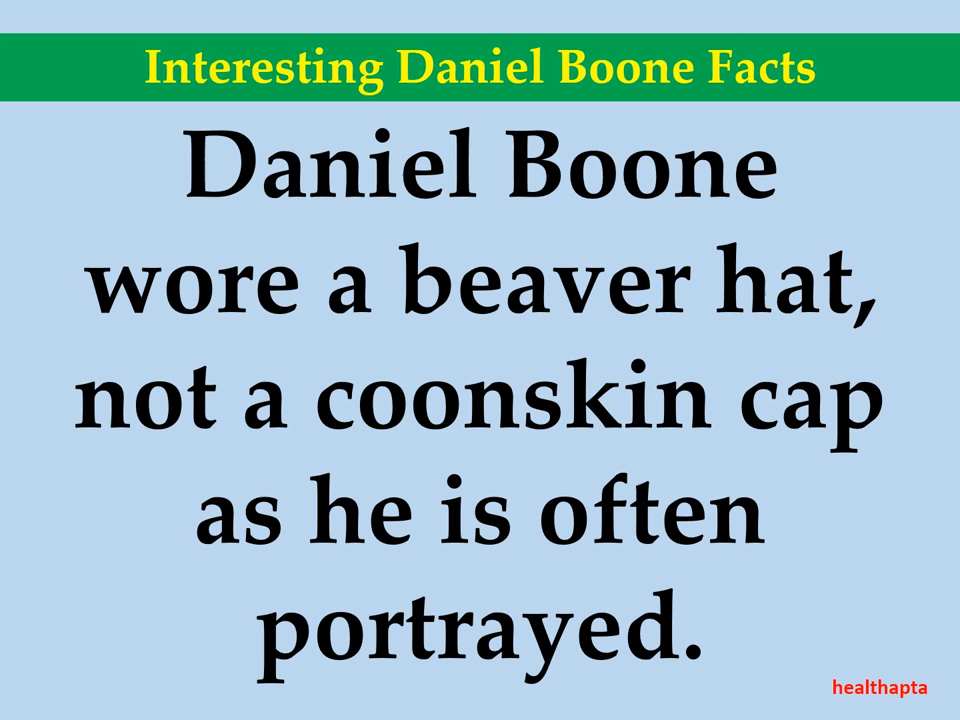 Interesting Daniel Boone Facts
Daniel Boone
wore a beaver hat,
not a coonskin cap
as he is often
portrayed.
healthapta